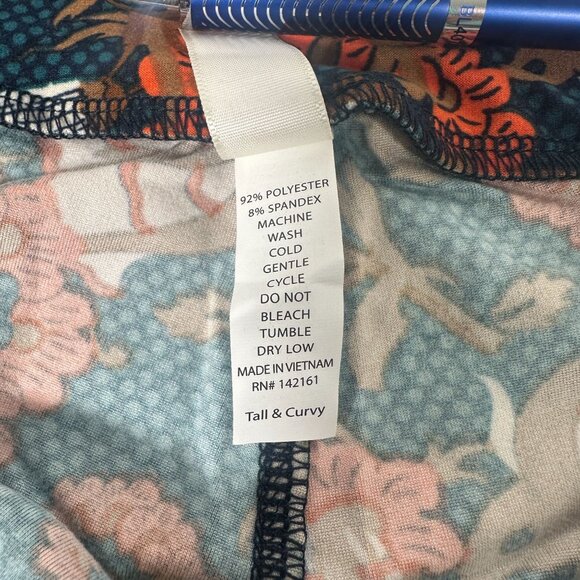 BL40
92% POLYESTER
8% SPANDEX
MACHINE
WASH
COLD
GENTLE
CYCLE
DO NOT
BLEACH
TUMBLE
DRY LOW
MADE IN VIETNAM
RN# 142161
Tall & Curvy